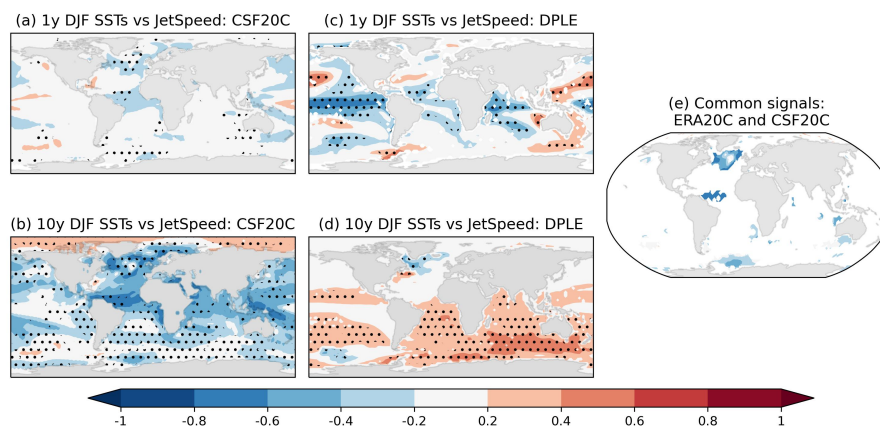 (a) 1y DJF SSTs vs JetSpeed: CSF20C
(c) 1y DJF SSTs vs JetSpeed: DPLE
(e) Common signals:
ERA20C and CSF20C
(b) 10y DJF SSTs vs JetSpeed: CSF20C
(d) 10y DJF SSTs vs JetSpeed: DPLE
-1 -0.8 -0.6 -0.4 -0.2 0.2 0.4 0.6 0.8 1